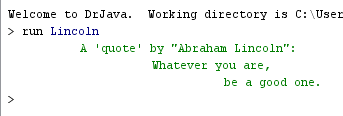 Welcome to DrJava.  Working directory is C:\User
> run Lincoln
A 'quote' by "Abraham Lincoln":
Whatever you are,
be a good one.
>